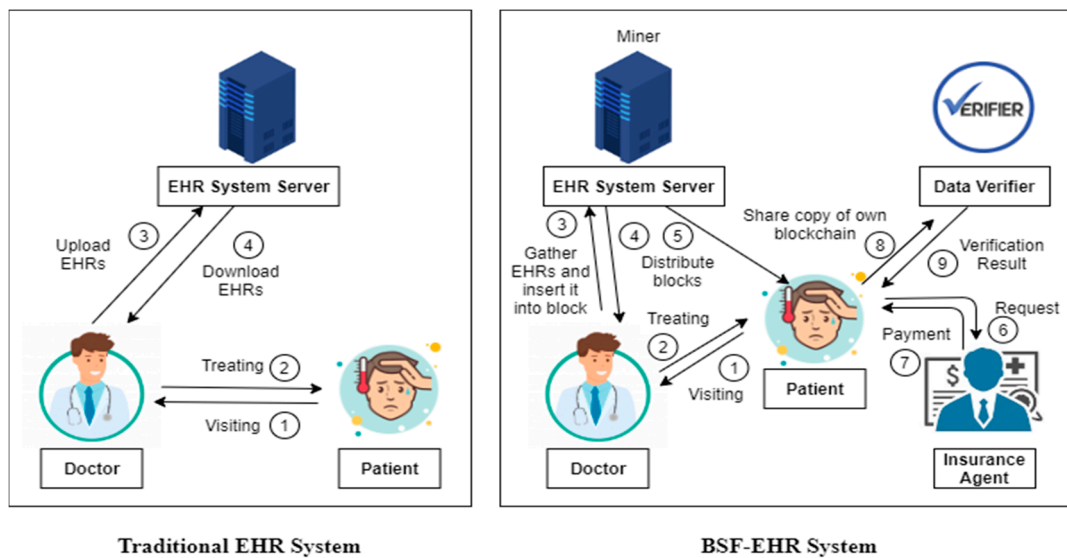 EHR System Server
3
Upload
EHRs
4
Download
EHRs
Treating 2
Visiting 1
Doctor
Patient
Traditional EHR System
Miner
VERIFIER
EHR System Server
Data Verifier
3
Gather
EHRs and
insert it
into block
4
5
Distribute
blocks
Share copy of own
blockchain
8
9
Verification
Result
Treating
2
1
Visiting
Request
6
Payment
7
$
Patient
Doctor
Insurance
Agent
BSF-EHR System